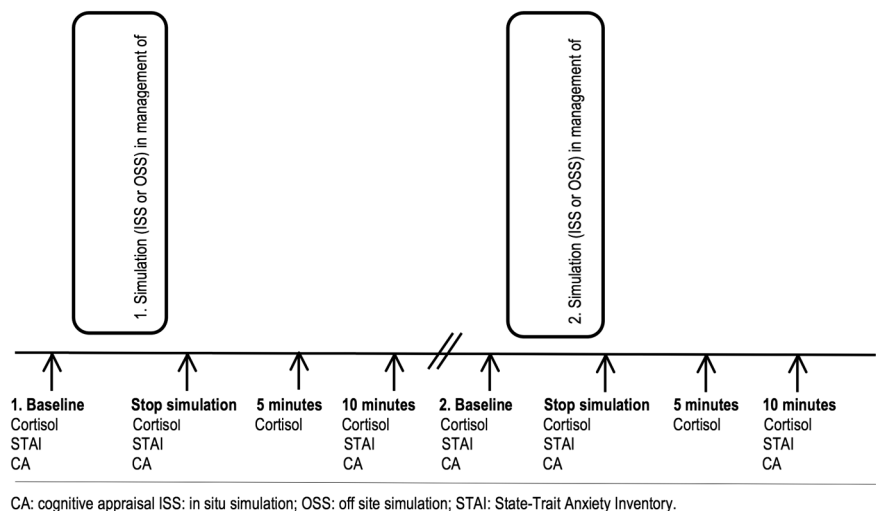 1. Simulation (ISS or OSS) in management of
2. Simulation (ISS or OSS) in management of
1. Baseline
Cortisol
STAI
CA
Stop simulation
Cortisol
STAI
CA
5 minutes
Cortisol
10 minutes
Cortisol
STAI
CA
2. Baseline
Cortisol
STAI
CA
Stop simulation
Cortisol
STAI
CA
5 minutes
Cortisol
10 minutes
Cortisol
STAI
CA
CA: cognitive appraisal ISS: in situ simulation; OSS: off site simulation; STAI: State-Trait Anxiety Inventory.